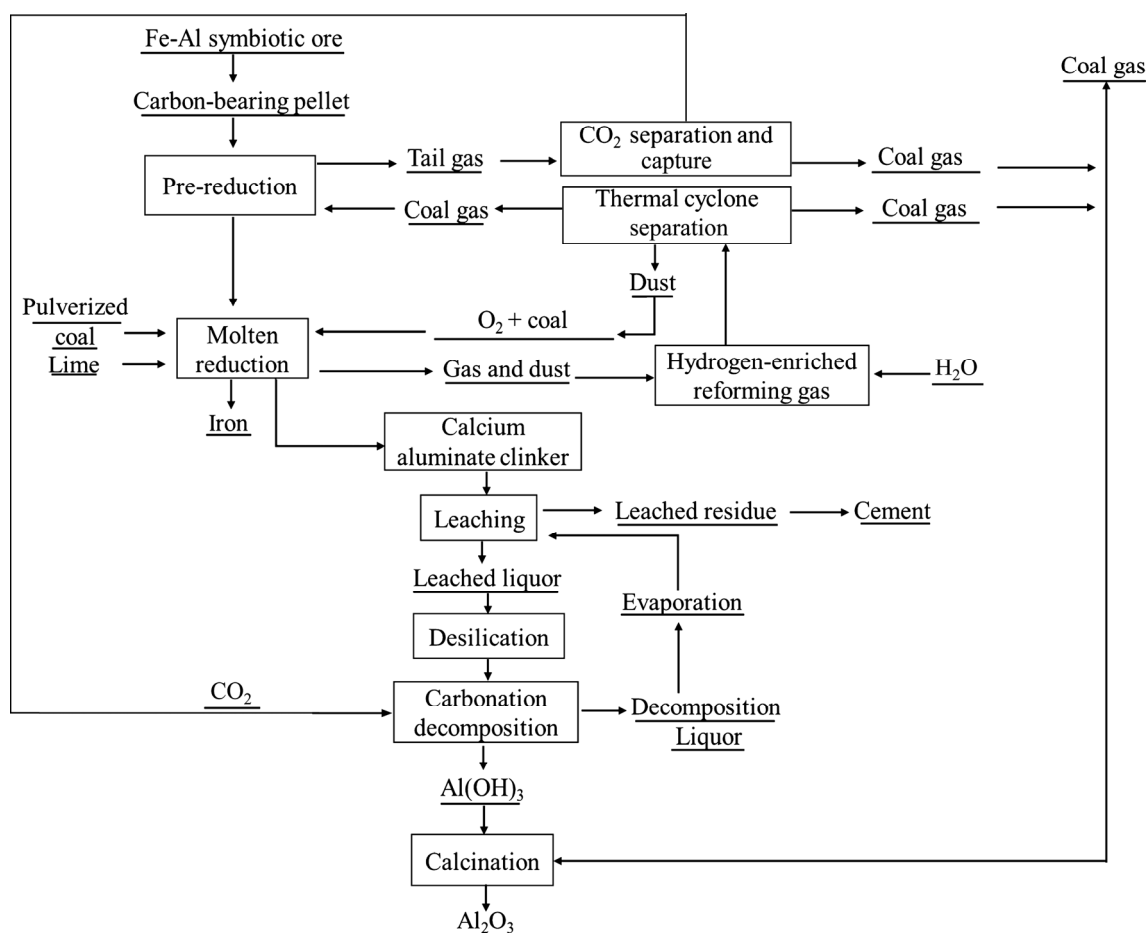 Fe-Al symbiotic ore
Coal gas
Carbon-bearing pellet
CO₂ separation and
capture
Tail gas
Coal gas
Pre-reduction
Coal gas
Thermal cyclone
separation
Coal gas
Dust
Pulverized
coal
Lime
Molten
reduction
O₂ + coal
Gas and dust
Hydrogen-enriched
reforming gas
H₂O
Iron
Calcium
aluminate clinker
Leaching
Leached residue
Cement
Leached liquor
Evaporation
Desilication
CO₂
Carbonation
decomposition
Decomposition
Liquor
Al(OH)₃
Calcination
Al₂O₃